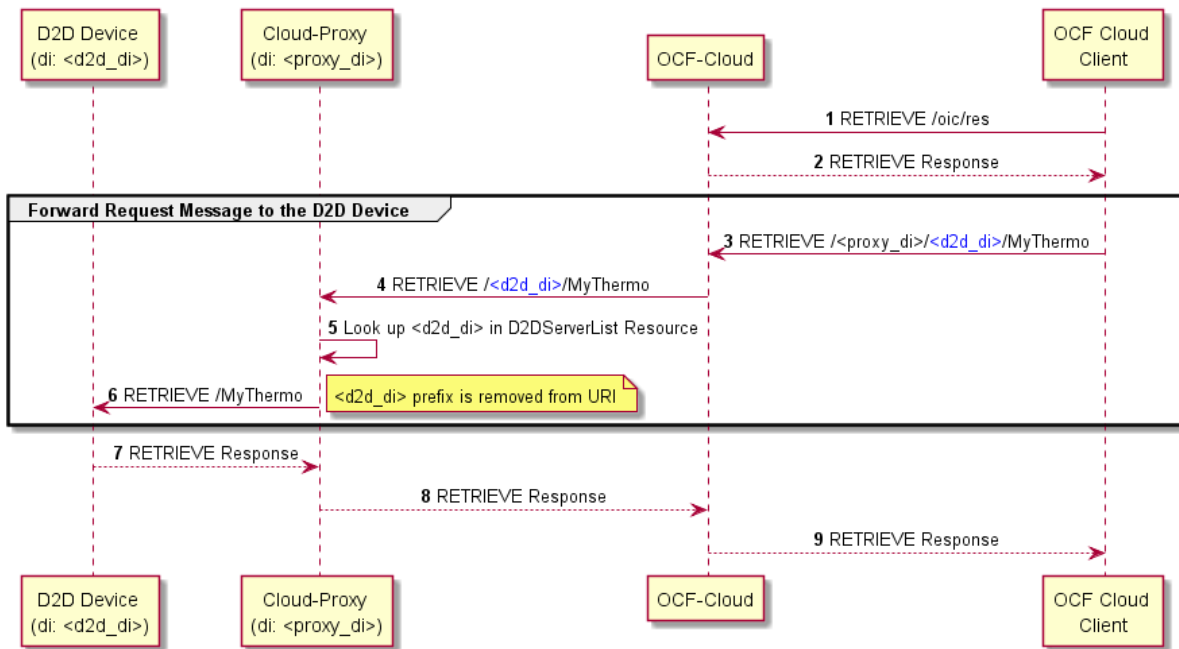 D2D Device
(di: <d2d_di>)
Cloud-Proxy
(di: <proxy_di>)
OCF-Cloud
OCF Cloud
Client
1 RETRIEVE /oic/res
2 RETRIEVE Response
Forward Request Message to the D2D Device
3 RETRIEVE /<proxy_di>/<d2d_di>/MyThermo
4 RETRIEVE /<d2d_di>/MyThermo
5 Look up <d2d_di> in D2DServerList Resource
6 RETRIEVE /MyThermo
<d2d_di> prefix is removed from URI
7 RETRIEVE Response
8 RETRIEVE Response
9 RETRIEVE Response
D2D Device
(di: <d2d_di>)
Cloud-Proxy
(di: <proxy_di>)
OCF-Cloud
OCF Cloud
Client